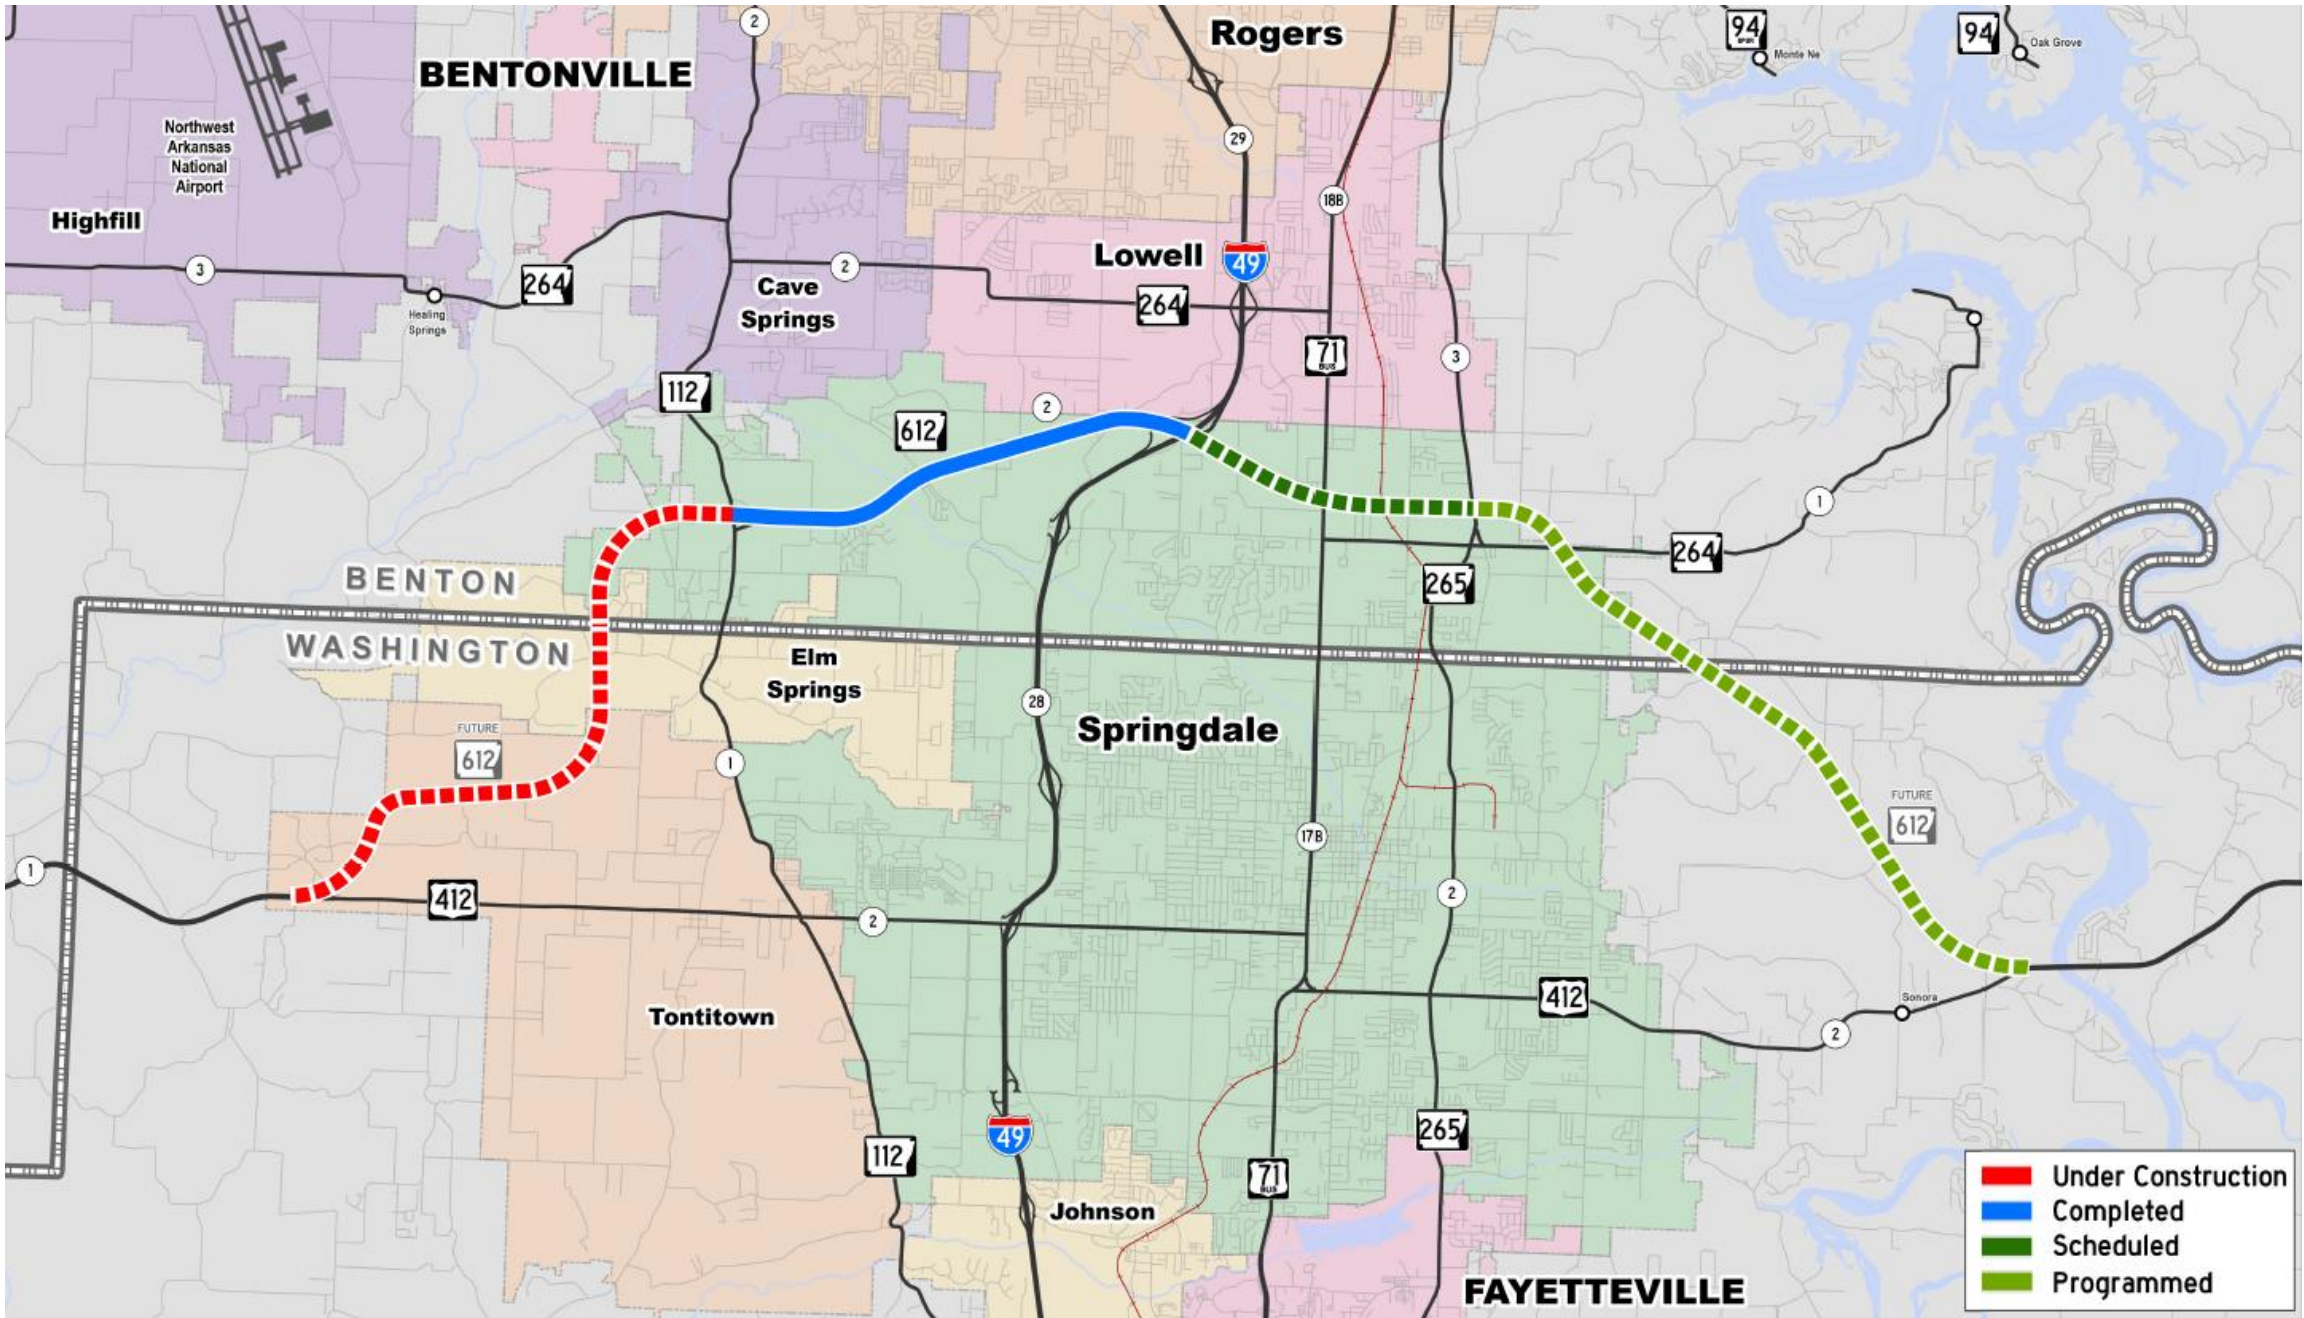 2
94
SPUR
94
Monte Ne
Oak Grove
Rogers
BENTONVILLE
Northwest
Arkansas
National
Airport
29
18B
Highfill
Lowell
49
3
264
2
Cave
Springs
264
Healing
Springs
71
BUS
3
112
612
2
1
264
265
BENTON
WASHINGTON
Elm
Springs
28
Springdale
FUTURE
612
1
FUTURE
612
17B
1
412
2
2
412
Sonora
2
Tontitown
49
112
265
71
BUS
Johnson
FAYETTEVILLE
Under Construction
Completed
Scheduled
Programmed